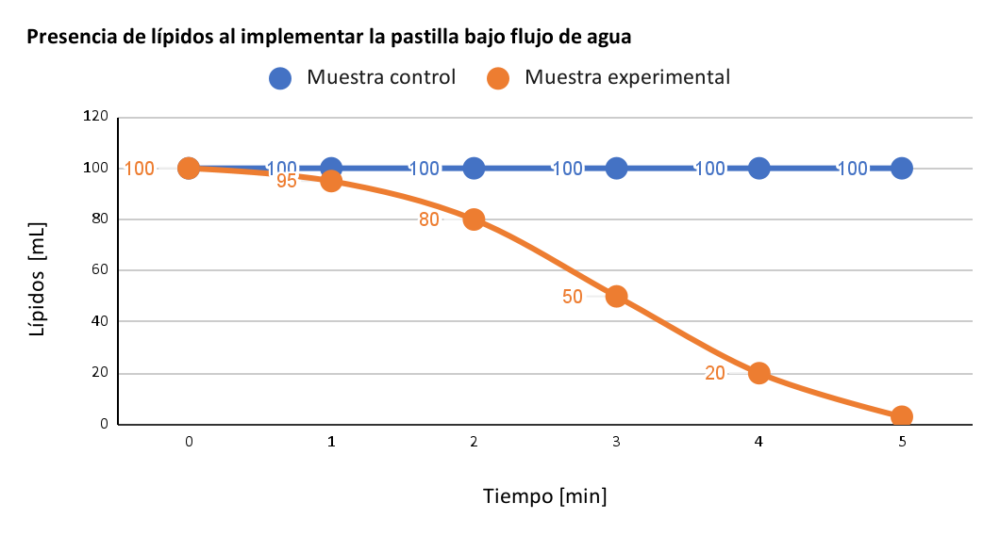 Presencia de lípidos al implementar la pastilla bajo flujo de agua
Muestra control Muestra experimental
120
100 100 100 100 100 100 100
95
80 80
60
50
40
20 20
0
0 1 2 3 4 5
Lípidos [mL]
Tiempo [min]